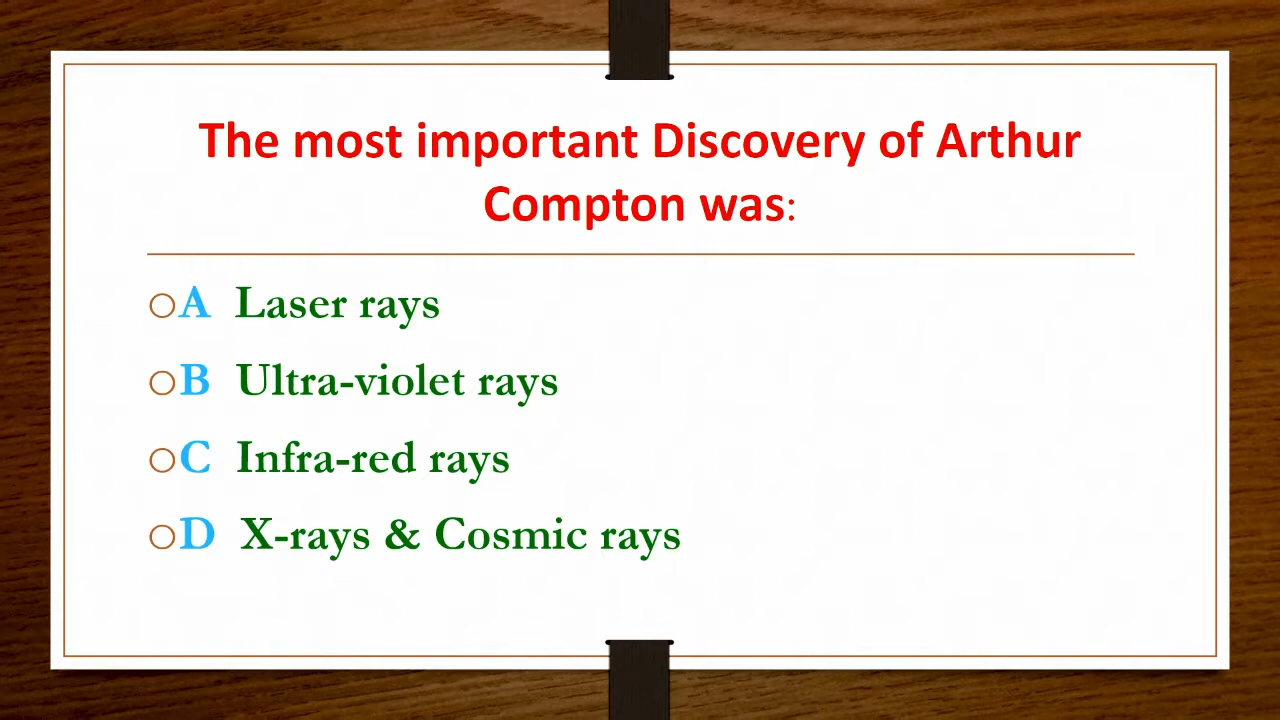 The most important Discovery of Arthur
Compton was:
A Laser rays
B Ultra-violet rays
C Infra-red rays
D X-rays & Cosmic rays